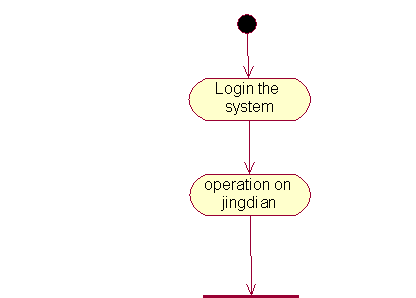 Login the
system
operation on
jingdian